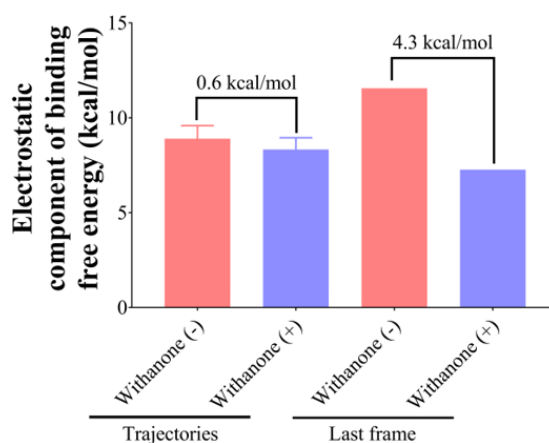 Electrostatic
component of binding
free energy (kcal/mol)
15
10
5
0
0.6 kcal/mol
4.3 kcal/mol
Withanone (-)
Withanone (+)
Withanone (-)
Withanone (+)
Trajectories
Last frame